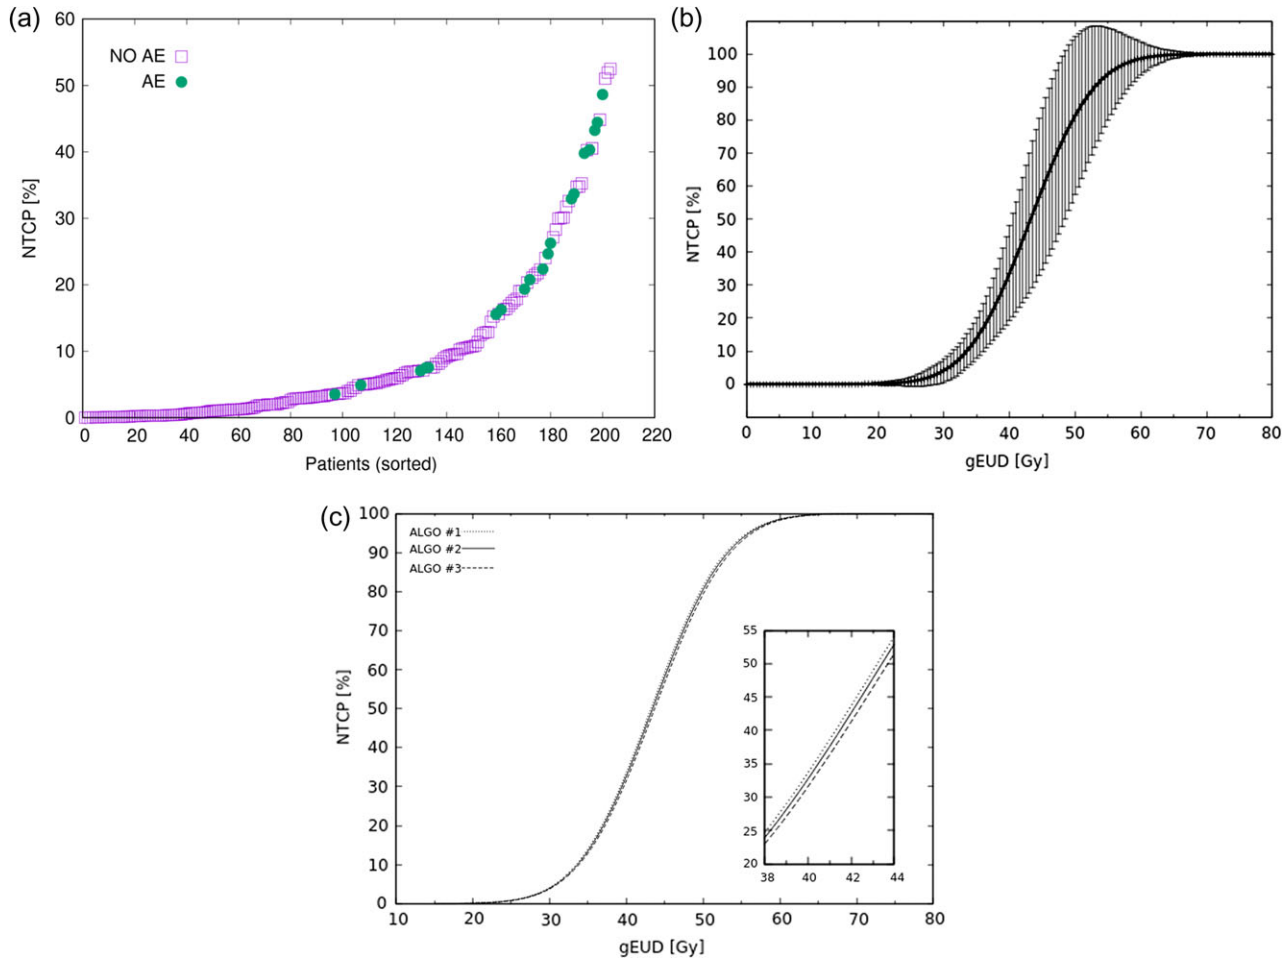 (a)
60
50
40
30
20
10
0
NTCP [%]
NO AE
AE
0 20 40 60 80 100 120 140 160 180 200 220
Patients (sorted)
(b)
100
90
80
70
60
50
40
30
20
10
0
NTCP [%]
0 10 20 30 40 50 60 70 80
gEUD [Gy]
(c)
100
90
80
70
60
50
40
30
20
10
0
NTCP [%]
ALGO #1
ALGO #2
ALGO #3
55
50
45
40
35
30
25
20
38 40 42 44
10 20 30 40 50 60 70 80
gEUD [Gy]